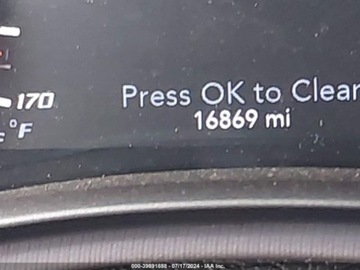 170
°F
Press OK to Clear
16869 mi
000-39891888 - 07/17/2024 - IAA Inc.